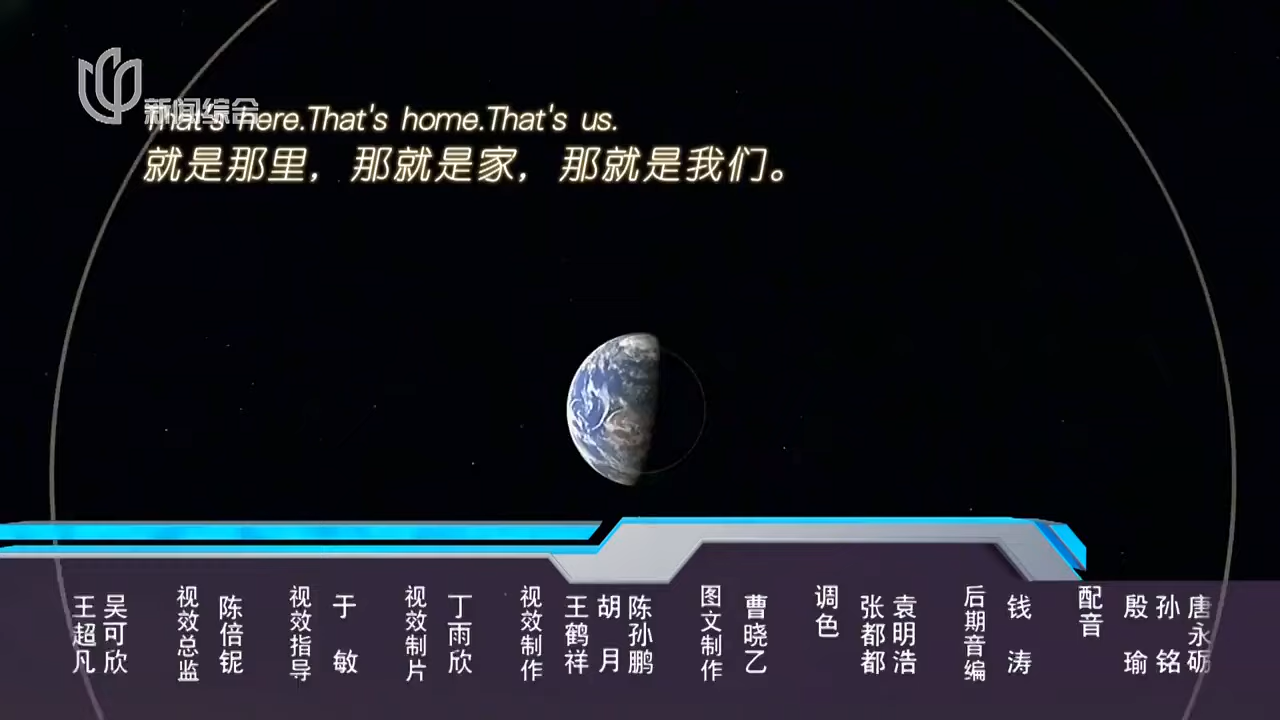 新闻综合
That's here.That's home.That's us.
就是那里，那就是家，那就是我们。
王超凡
吴可欣
视效总监
陈倍铌
视效指导
于敏
视效制片
丁雨欣
视效制作
王鹤祥
胡月
陈孙鹏
图文制作
曹晓乙
调色
张都都
袁明浩
后期音编
钱涛
配音
殷瑜
孙铭
唐永砺